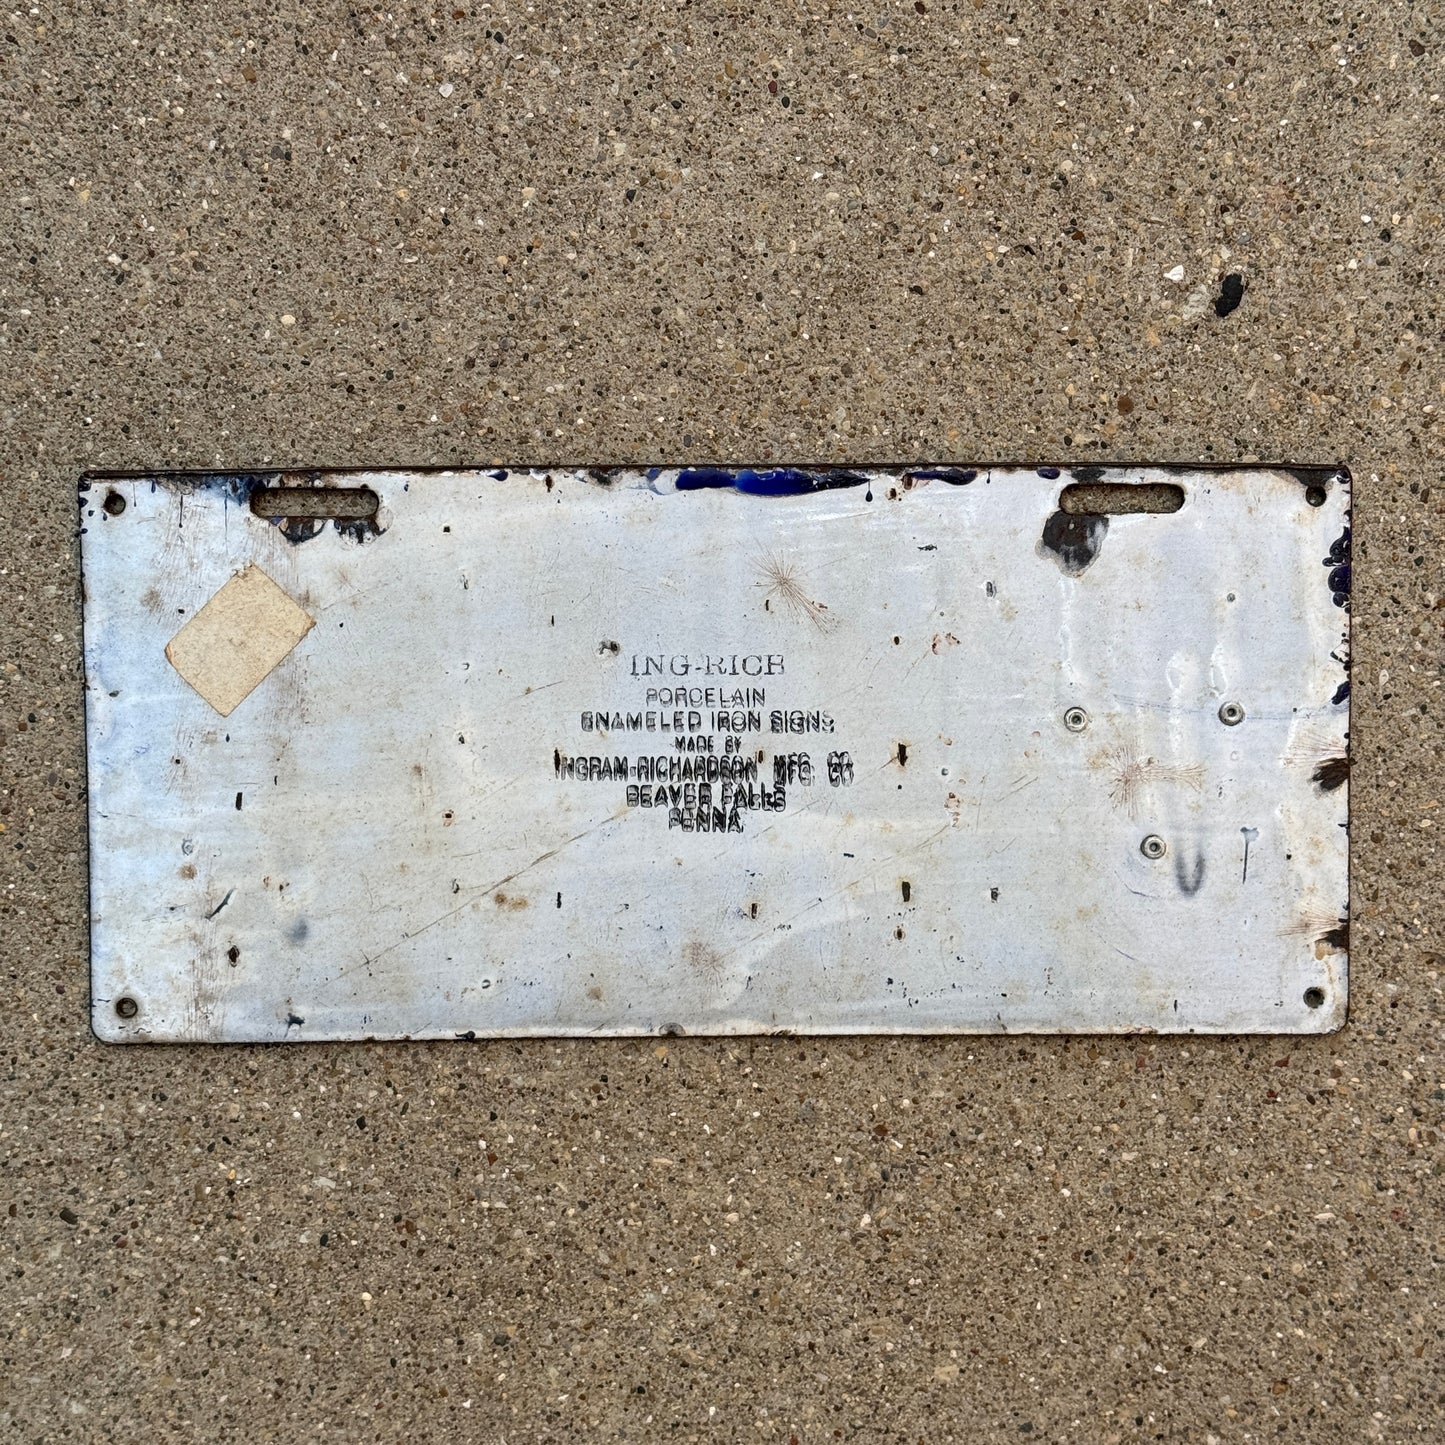 ING-RICH
PORCELAIN
ENAMELED IRON SIGNS
MADE BY
INGRAM-RICHARDSON MFG CO
BEAVER FALLS
PENNA.